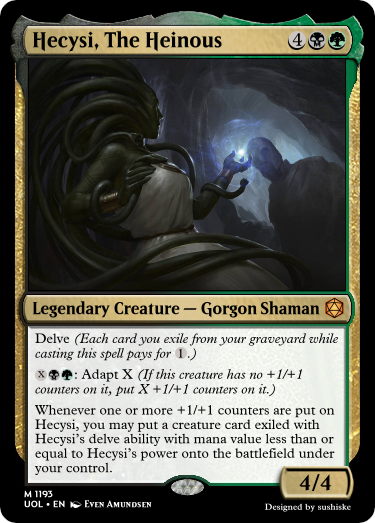 Hecysi, The Heinous 4
Legendary Creature — Gorgon Shaman
Delve (Each card you exile from your graveyard while
casting this spell pays for 1.)
X: Adapt X (If this creature has no +1/+1
counters on it, put X +1/+1 counters on it.)
Whenever one or more +1/+1 counters are put on
Hecysi, you may put a creature card exiled with
Hecysi's delve ability with mana value less than or
equal to Hecysi's power onto the battlefield under
your control.
4/4
M 1193
UOL • EN Even Amundsen
Designed by sushiske